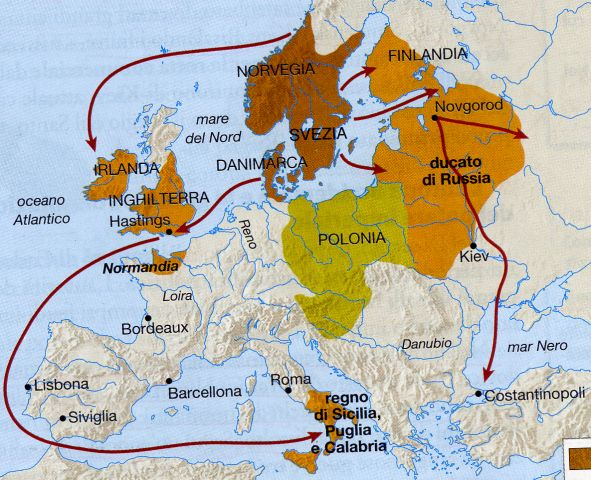 NORVEGIA
FINLANDIA
Novgorod
mare
del Nord
SVEZIA
IRLANDA
DANIMARCA
ducato
di Russia
oceano
Atlantico
INGHILTERRA
Hastings
Reno
POLONIA
Normandia
Kiev
Loira
Bordeaux
Danubio
mar Nero
Lisbona
Barcellona
Roma
Costantinopoli
Siviglia
regno
di Sicilia,
Puglia
e Calabria